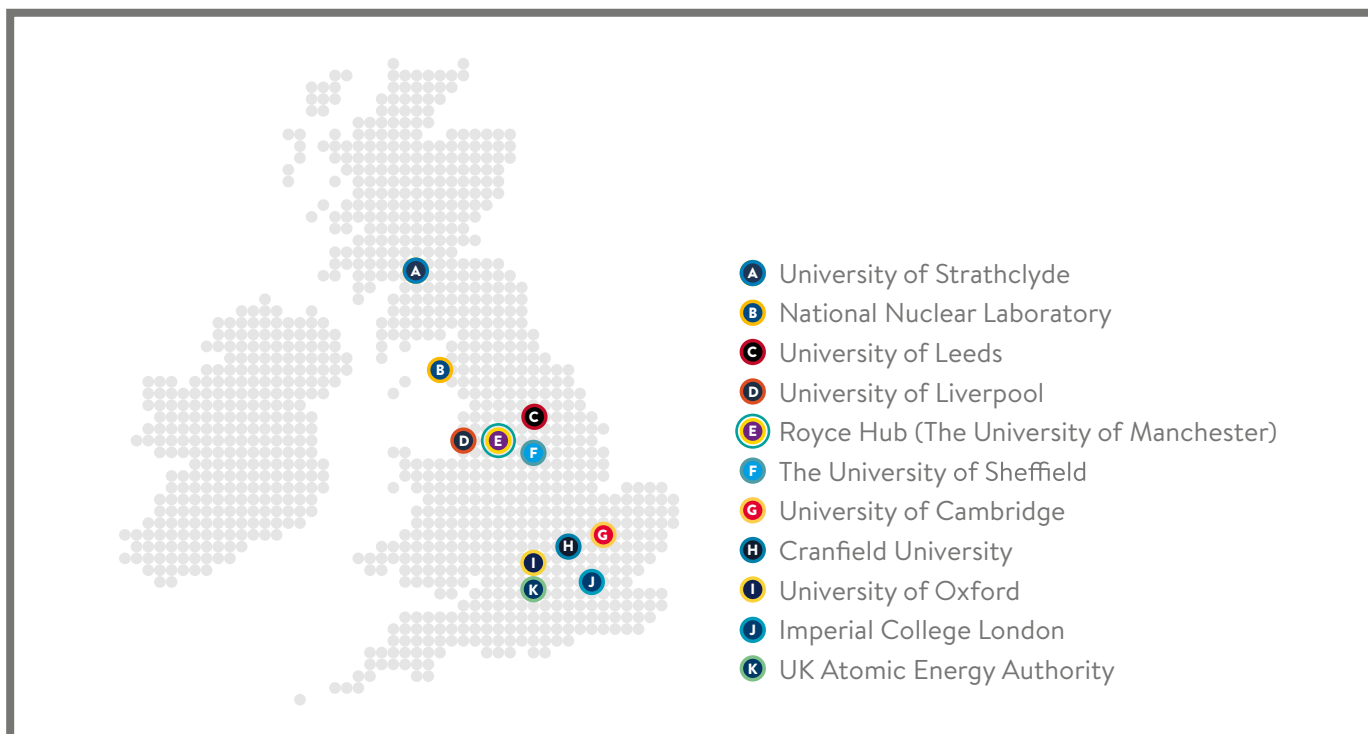 A
B
C
D
E
F
G
H
I
J
K
A University of Strathclyde
B National Nuclear Laboratory
C University of Leeds
D University of Liverpool
E Royce Hub (The University of Manchester)
F The University of Sheffield
G University of Cambridge
H Cranfield University
I University of Oxford
J Imperial College London
K UK Atomic Energy Authority